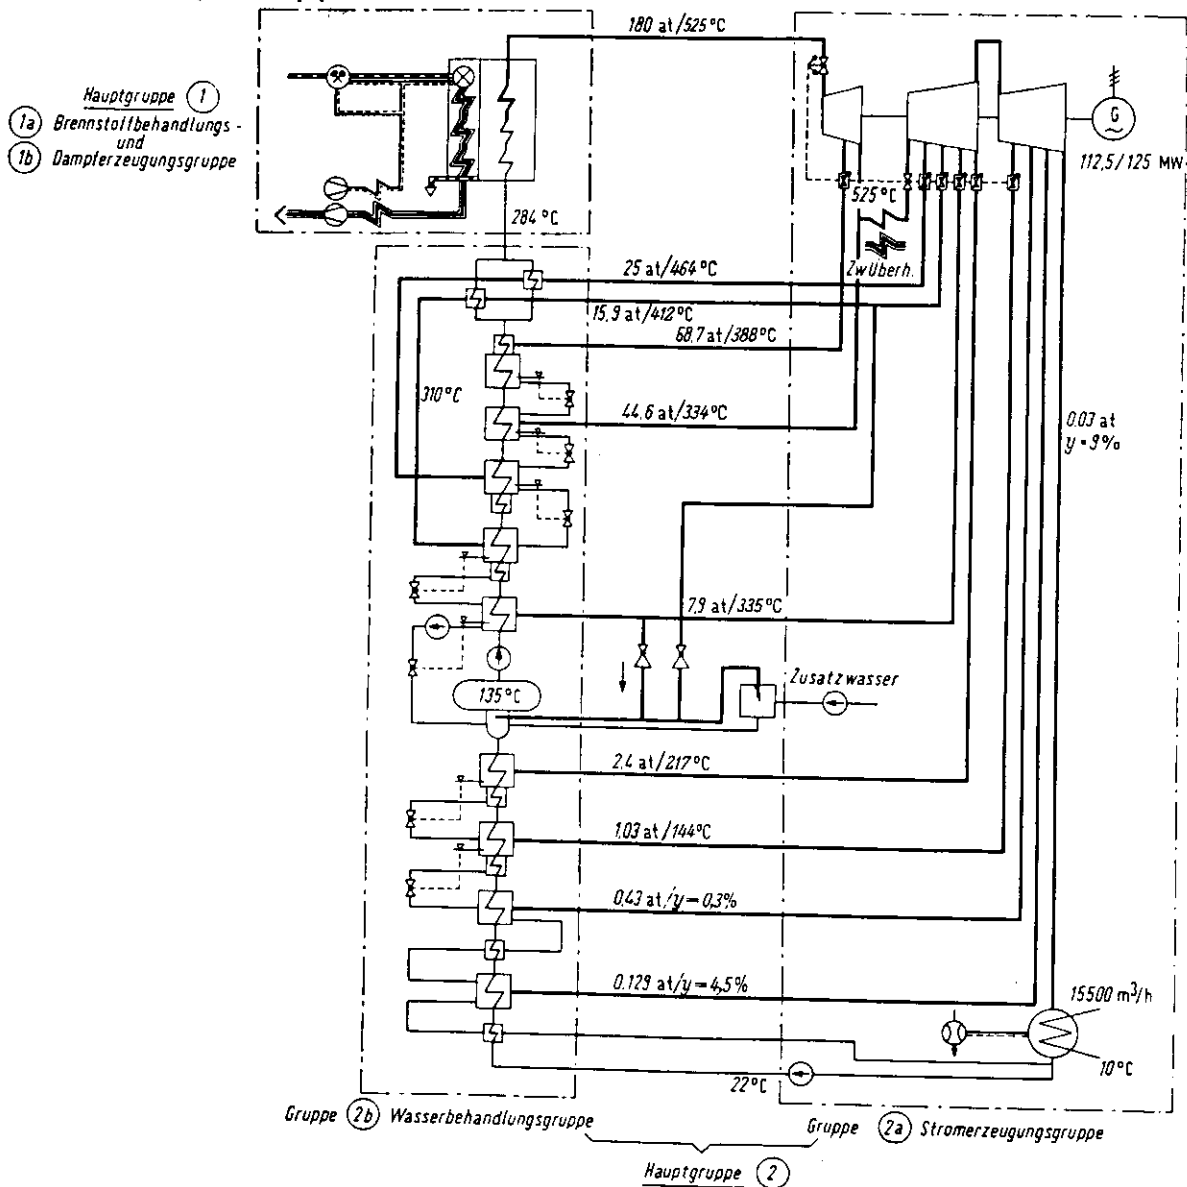 180 at/525°C
Hauptgruppe 1
1a Brennstoffbehandlungs-
und
1b Dampferzeugungsgruppe
G
~
112,5/125 MW
525°C
ZwÜberh.
284°C
25 at/464°C
15,9 at/412°C
68,7 at/388°C
310°C
44,6 at/334°C
0,03 at
y=9%
7,9 at/335°C
135°C
Zusatzwasser
2,4 at/217°C
1,03 at/144°C
0,43 at/y=0,3%
0,129 at/y=4,5%
15500 m³/h
10°C
22°C
Gruppe 2b Wasserbehandlungsgruppe
Gruppe 2a Stromerzeugungsgruppe
Hauptgruppe 2